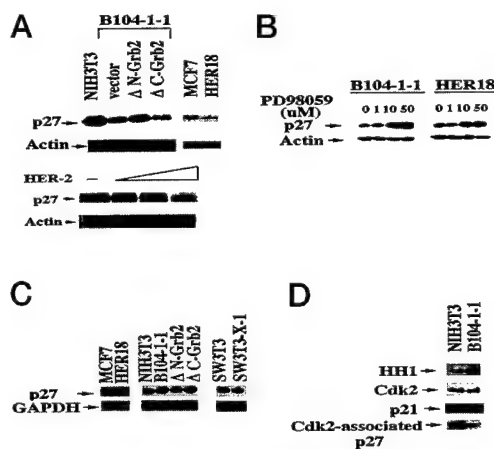 A
B104-1-1
NIH3T3
vector
Δ N-Grb2
Δ C-Grb2
MCF7
HER18
p27
Actin
HER-2 –
p27
Actin
B
B104-1-1 HER18
PD98059
(uM) 0 1 10 50 0 1 10 50
p27
Actin
C
MCF7
HER18
NIH3T3
B104-1-1
Δ N-Grb2
Δ C-Grb2
SW3T3
SW3T3-X-1
p27
GAPDH
D
NIH3T3
B104-1-1
HH1
Cdk2
p21
Cdk2-associated
p27